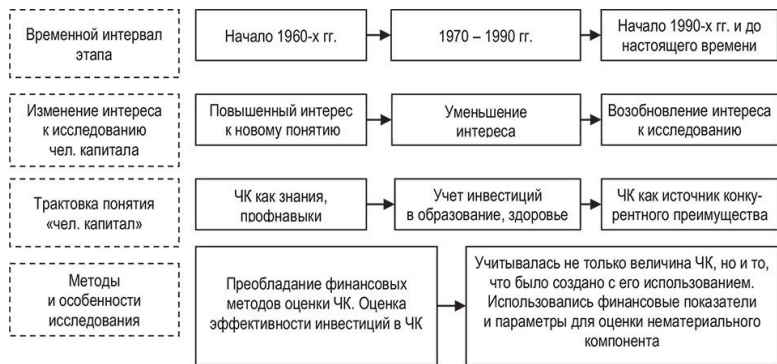 Временной интервал
этапа
Начало 1960-х гг.
1970 – 1990 гг.
Начало 1990-х гг. и до
настоящего времени
Изменение интереса
к исследованию
чел. капитала
Повышенный интерес
к новому понятию
Уменьшение
интереса
Возобновление интереса
к исследованию
Трактовка понятия
«чел. капитал»
ЧК как знания,
профнавыки
Учет инвестиций
в образование, здоровье
ЧК как источник конку-
рентного преимущества
Методы
и особенности
исследования
Преобладание финансовых
методов оценки ЧК. Оценка
эффективности инвестиций в ЧК
Учитывалась не только величина ЧК, но и то,
что было создано с его использованием.
Использовались финансовые показатели
и параметры для оценки нематериального
компонента